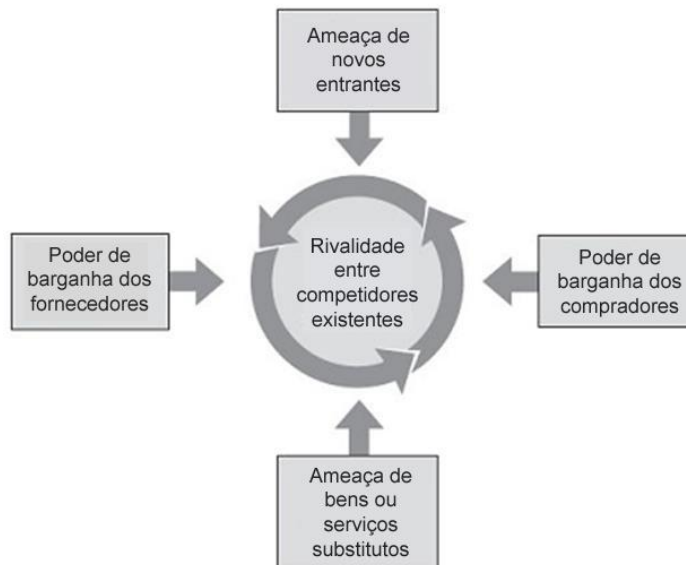 Ameaça de
novos
entrantes
Poder de
barganha dos
fornecedores
Rivalidade
entre
competidores
existentes
Poder de
barganha dos
compradores
Ameaça de
bens ou
serviços
substitutos